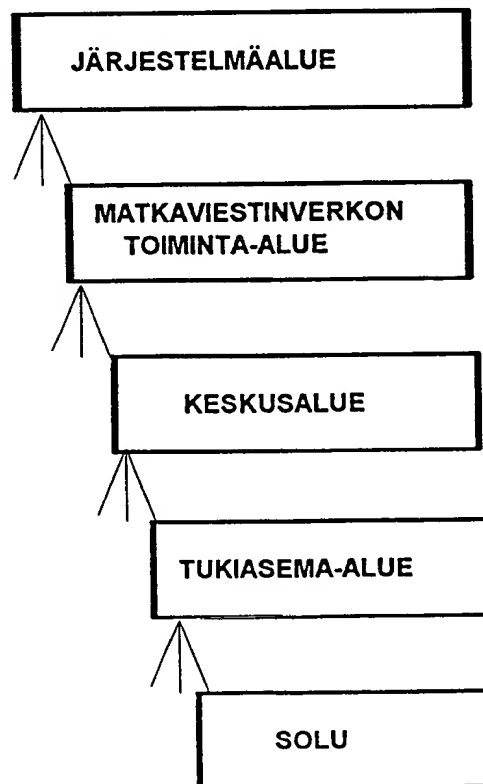 JÄRJESTELMÄALUE
MATKAVIESTINVERKON
TOIMINTA-ALUE
KESKUSALUE
TUKIASEMA-ALUE
SOLU